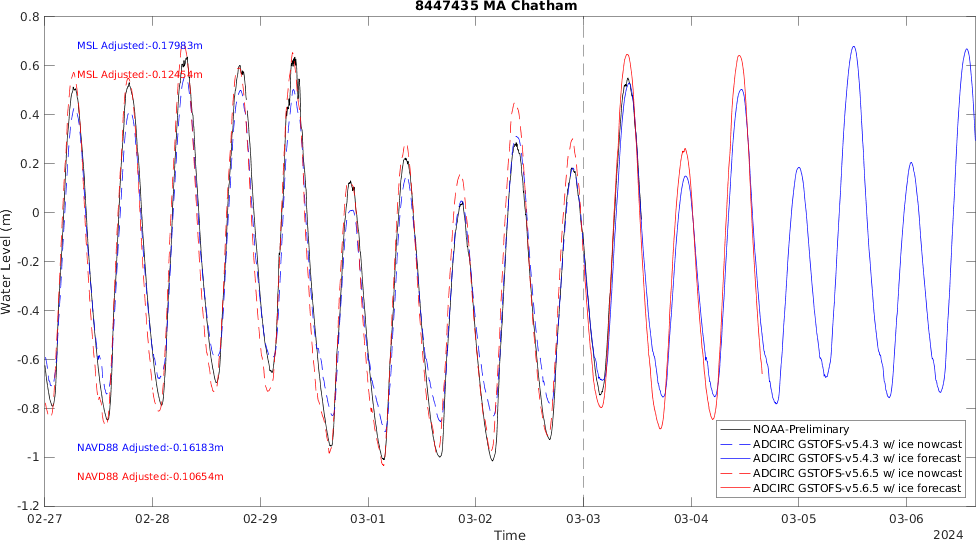 8447435 MA Chatham
0.8
0.6
0.4
0.2
0
-0.2
-0.4
-0.6
-0.8
-1
-1.2
Water Level (m)
MSL Adjusted:-0.17983m
MSL Adjusted:-0.12454m
NAVD88 Adjusted:-0.16183m
NAVD88 Adjusted:-0.10654m
NOAA-Preliminary
ADCIRC GSTOFS-v5.4.3 w/ ice nowcast
ADCIRC GSTOFS-v5.4.3 w/ ice forecast
ADCIRC GSTOFS-v5.6.5 w/ ice nowcast
ADCIRC GSTOFS-v5.6.5 w/ ice forecast
02-27 02-28 02-29 03-01 03-02 03-03 03-04 03-05 03-06
2024
Time